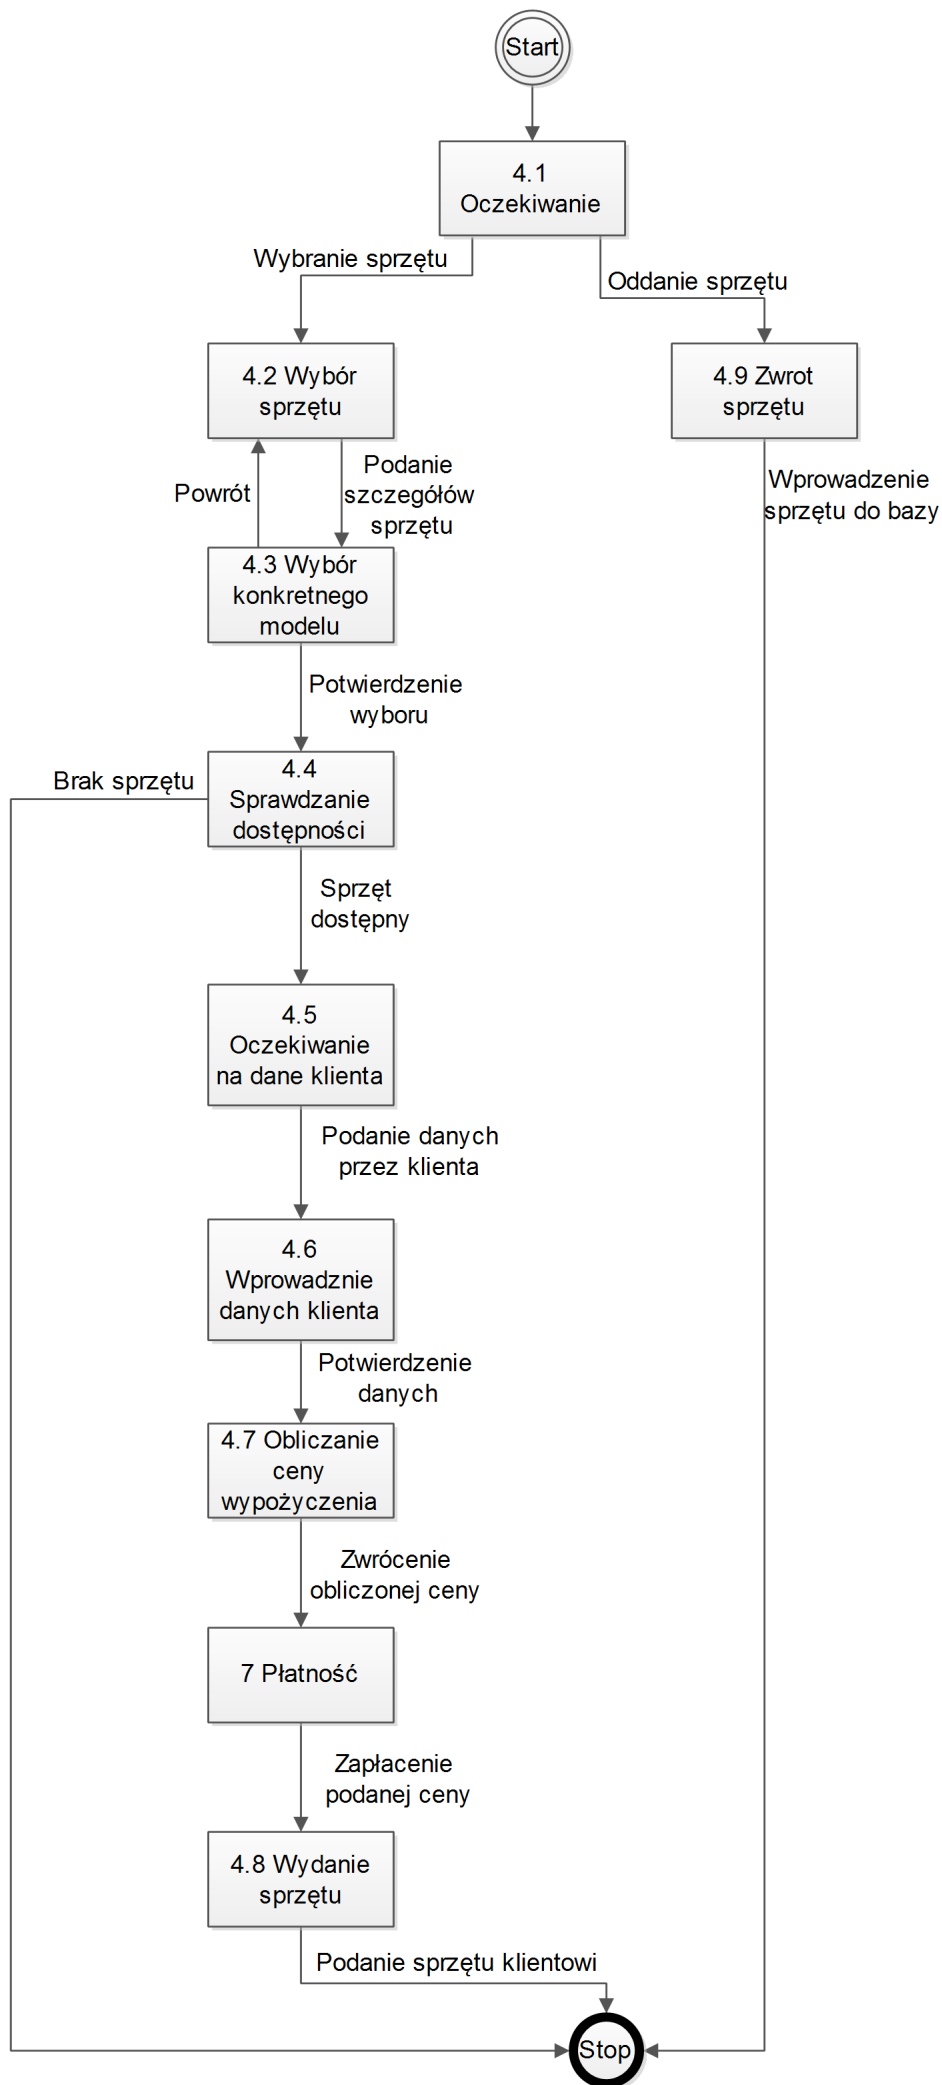 Start
4.1
Oczekiwanie
Wybranie sprzętu
Oddanie sprzętu
4.2 Wybór
sprzętu
4.9 Zwrot
sprzętu
Powrót
Podanie
szczegółów
sprzętu
Wprowadzenie
sprzętu do bazy
4.3 Wybór
konkretnego
modelu
Potwierdzenie
wyboru
Brak sprzętu
4.4
Sprawdzanie
dostępności
Sprzęt
dostępny
4.5
Oczekiwanie
na dane klienta
Podanie danych
przez klienta
4.6
Wprowadznie
danych klienta
Potwierdzenie
danych
4.7 Obliczanie
ceny
wypożyczenia
Zwrócenie
obliczonej ceny
7 Płatność
Zapłacenie
podanej ceny
4.8 Wydanie
sprzętu
Podanie sprzętu klientowi
Stop